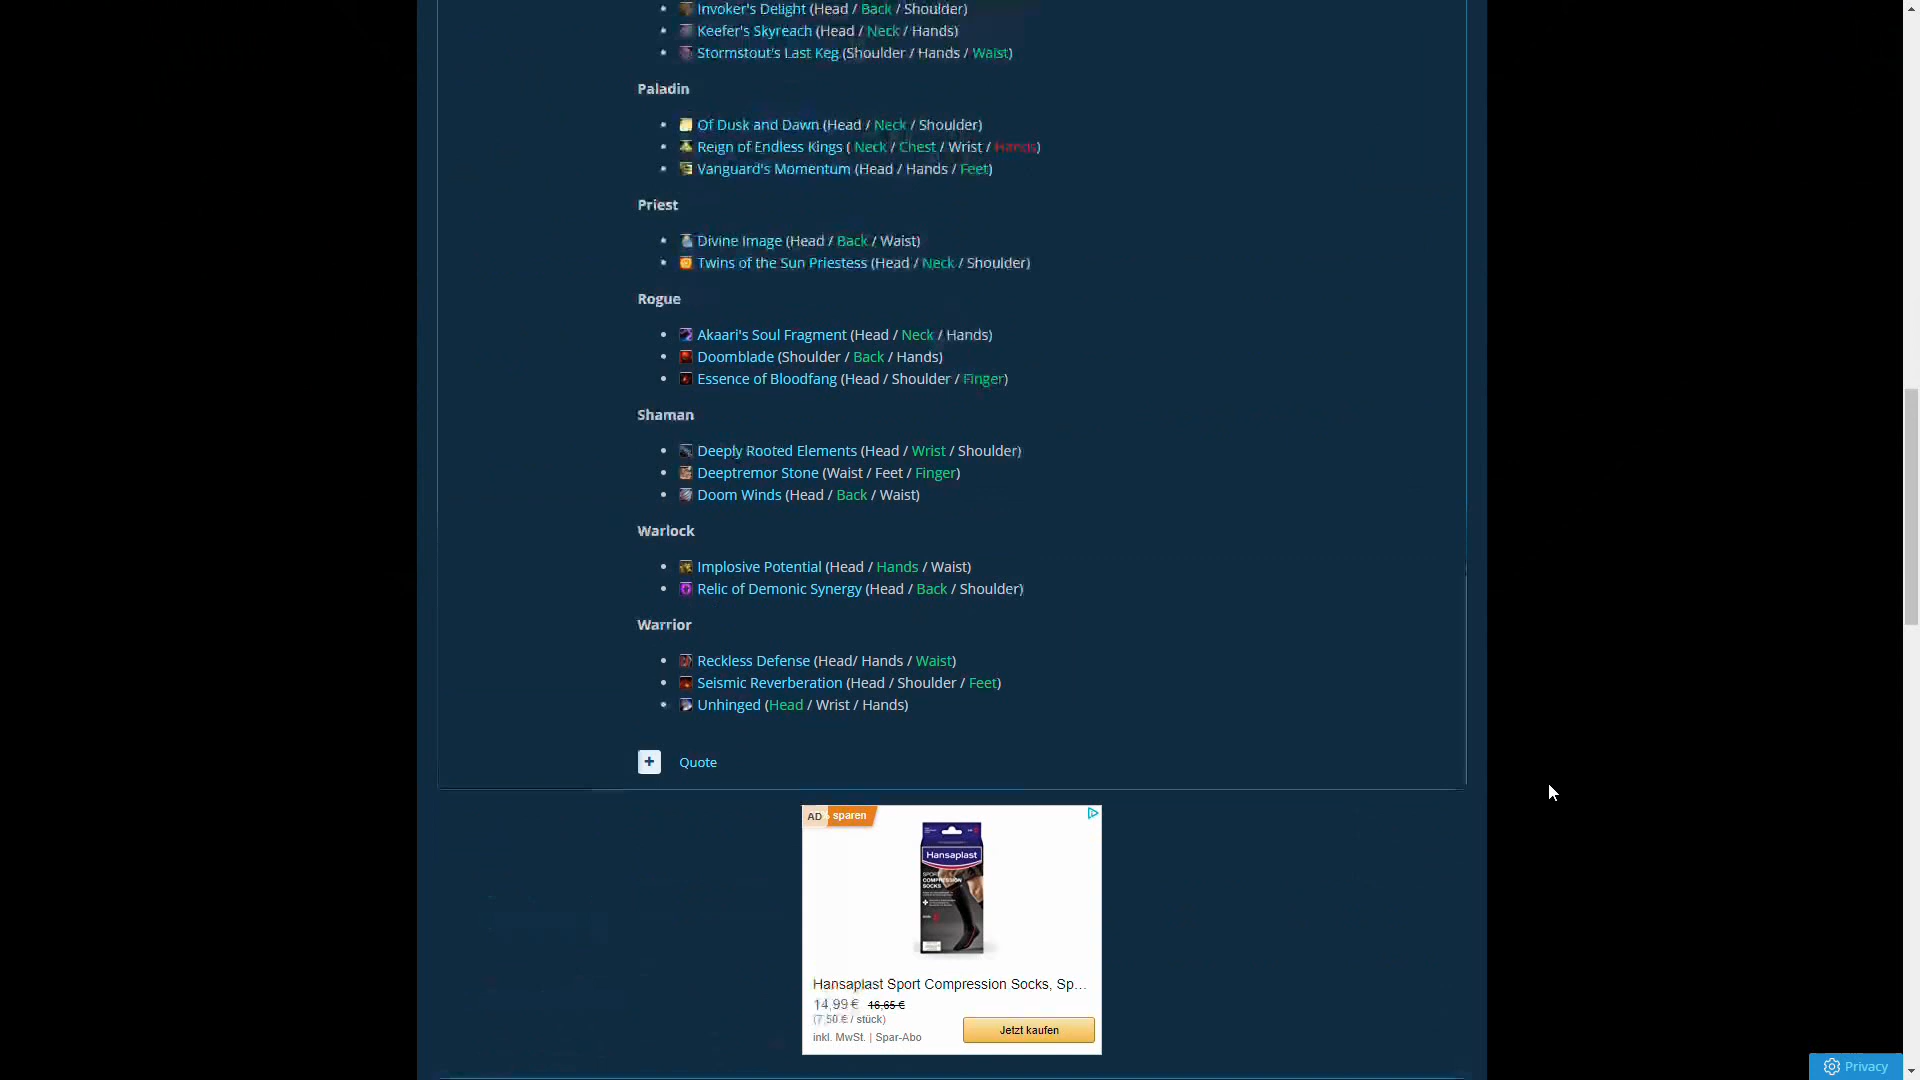 Invoker's Delight (Head / Back / Shoulder)
Keefer's Skyreach (Head / Neck / Hands)
Stormstout's Last Keg (Shoulder / Hands / Waist)
Paladin
Of Dusk and Dawn (Head / Neck / Shoulder)
Reign of Endless Kings ( Neck / Chest / Wrist / Hands)
Vanguard's Momentum (Head / Hands / Feet)
Priest
Divine Image (Head / Back / Waist)
Twins of the Sun Priestess (Head / Neck / Shoulder)
Rogue
Akaari's Soul Fragment (Head / Neck / Hands)
Doomblade (Shoulder / Back / Hands)
Essence of Bloodfang (Head / Shoulder / Finger)
Shaman
Deeply Rooted Elements (Head / Wrist / Shoulder)
Deeptremor Stone (Waist / Feet / Finger)
Doom Winds (Head / Back / Waist)
Warlock
Implosive Potential (Head / Hands / Waist)
Relic of Demonic Synergy (Head / Back / Shoulder)
Warrior
Reckless Defense (Head/ Hands / Waist)
Seismic Reverberation (Head / Shoulder / Feet)
Unhinged (Head / Wrist / Hands)
+ Quote
AD sparen
Hansaplast
SPORT
COMPRESSION
SOCKS
Hansaplast Sport Compression Socks, Sp...
14,99 € 16,65 €
(7,50 € / stück)
inkl. MwSt. | Spar-Abo
Jetzt kaufen
Privacy